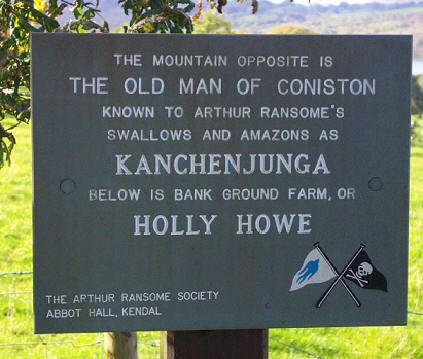 THE MOUNTAIN OPPOSITE IS
THE OLD MAN OF CONISTON
KNOWN TO ARTHUR RANSOME'S
SWALLOWS AND AMAZONS AS
KANCHENJUNGA
BELOW IS BANK GROUND FARM, OR
HOLLY HOWE
THE ARTHUR RANSOME SOCIETY
ABBOT HALL, KENDAL